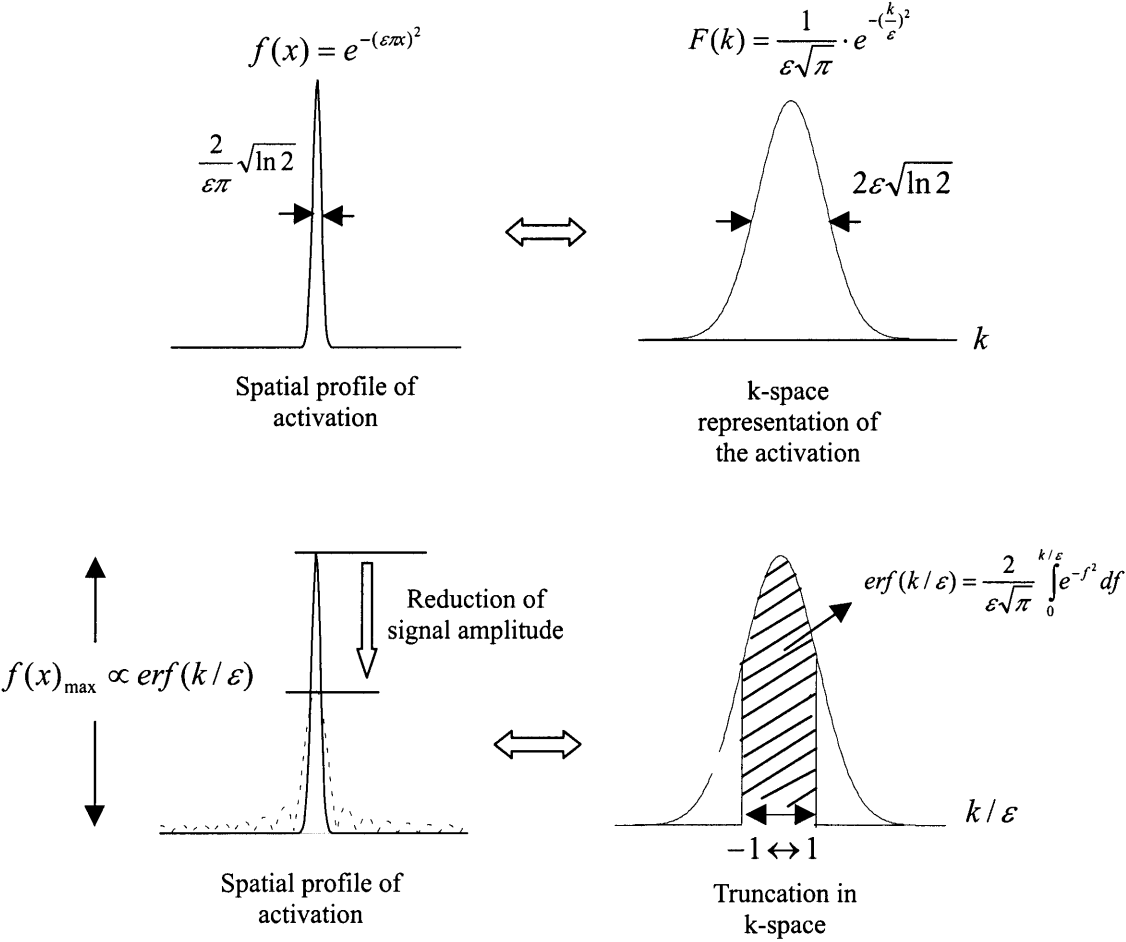 f(x) = e^{-(επx)^2}
F(k) = \frac{1}{ε\sqrt{π}} · e^{-(\frac{k}{ε})^2}
\frac{2}{επ}\sqrt{ln 2}
2ε\sqrt{ln 2}
k
Spatial profile of
activation
k-space
representation of
the activation
Reduction of
signal amplitude
f(x)_{max} ∝ erf(k / ε)
erf(k / ε) = \frac{2}{ε\sqrt{π}} \int_{0}^{k/ε} e^{-f^2} df
k / ε
−1 ↔ 1
Spatial profile of
activation
Truncation in
k-space